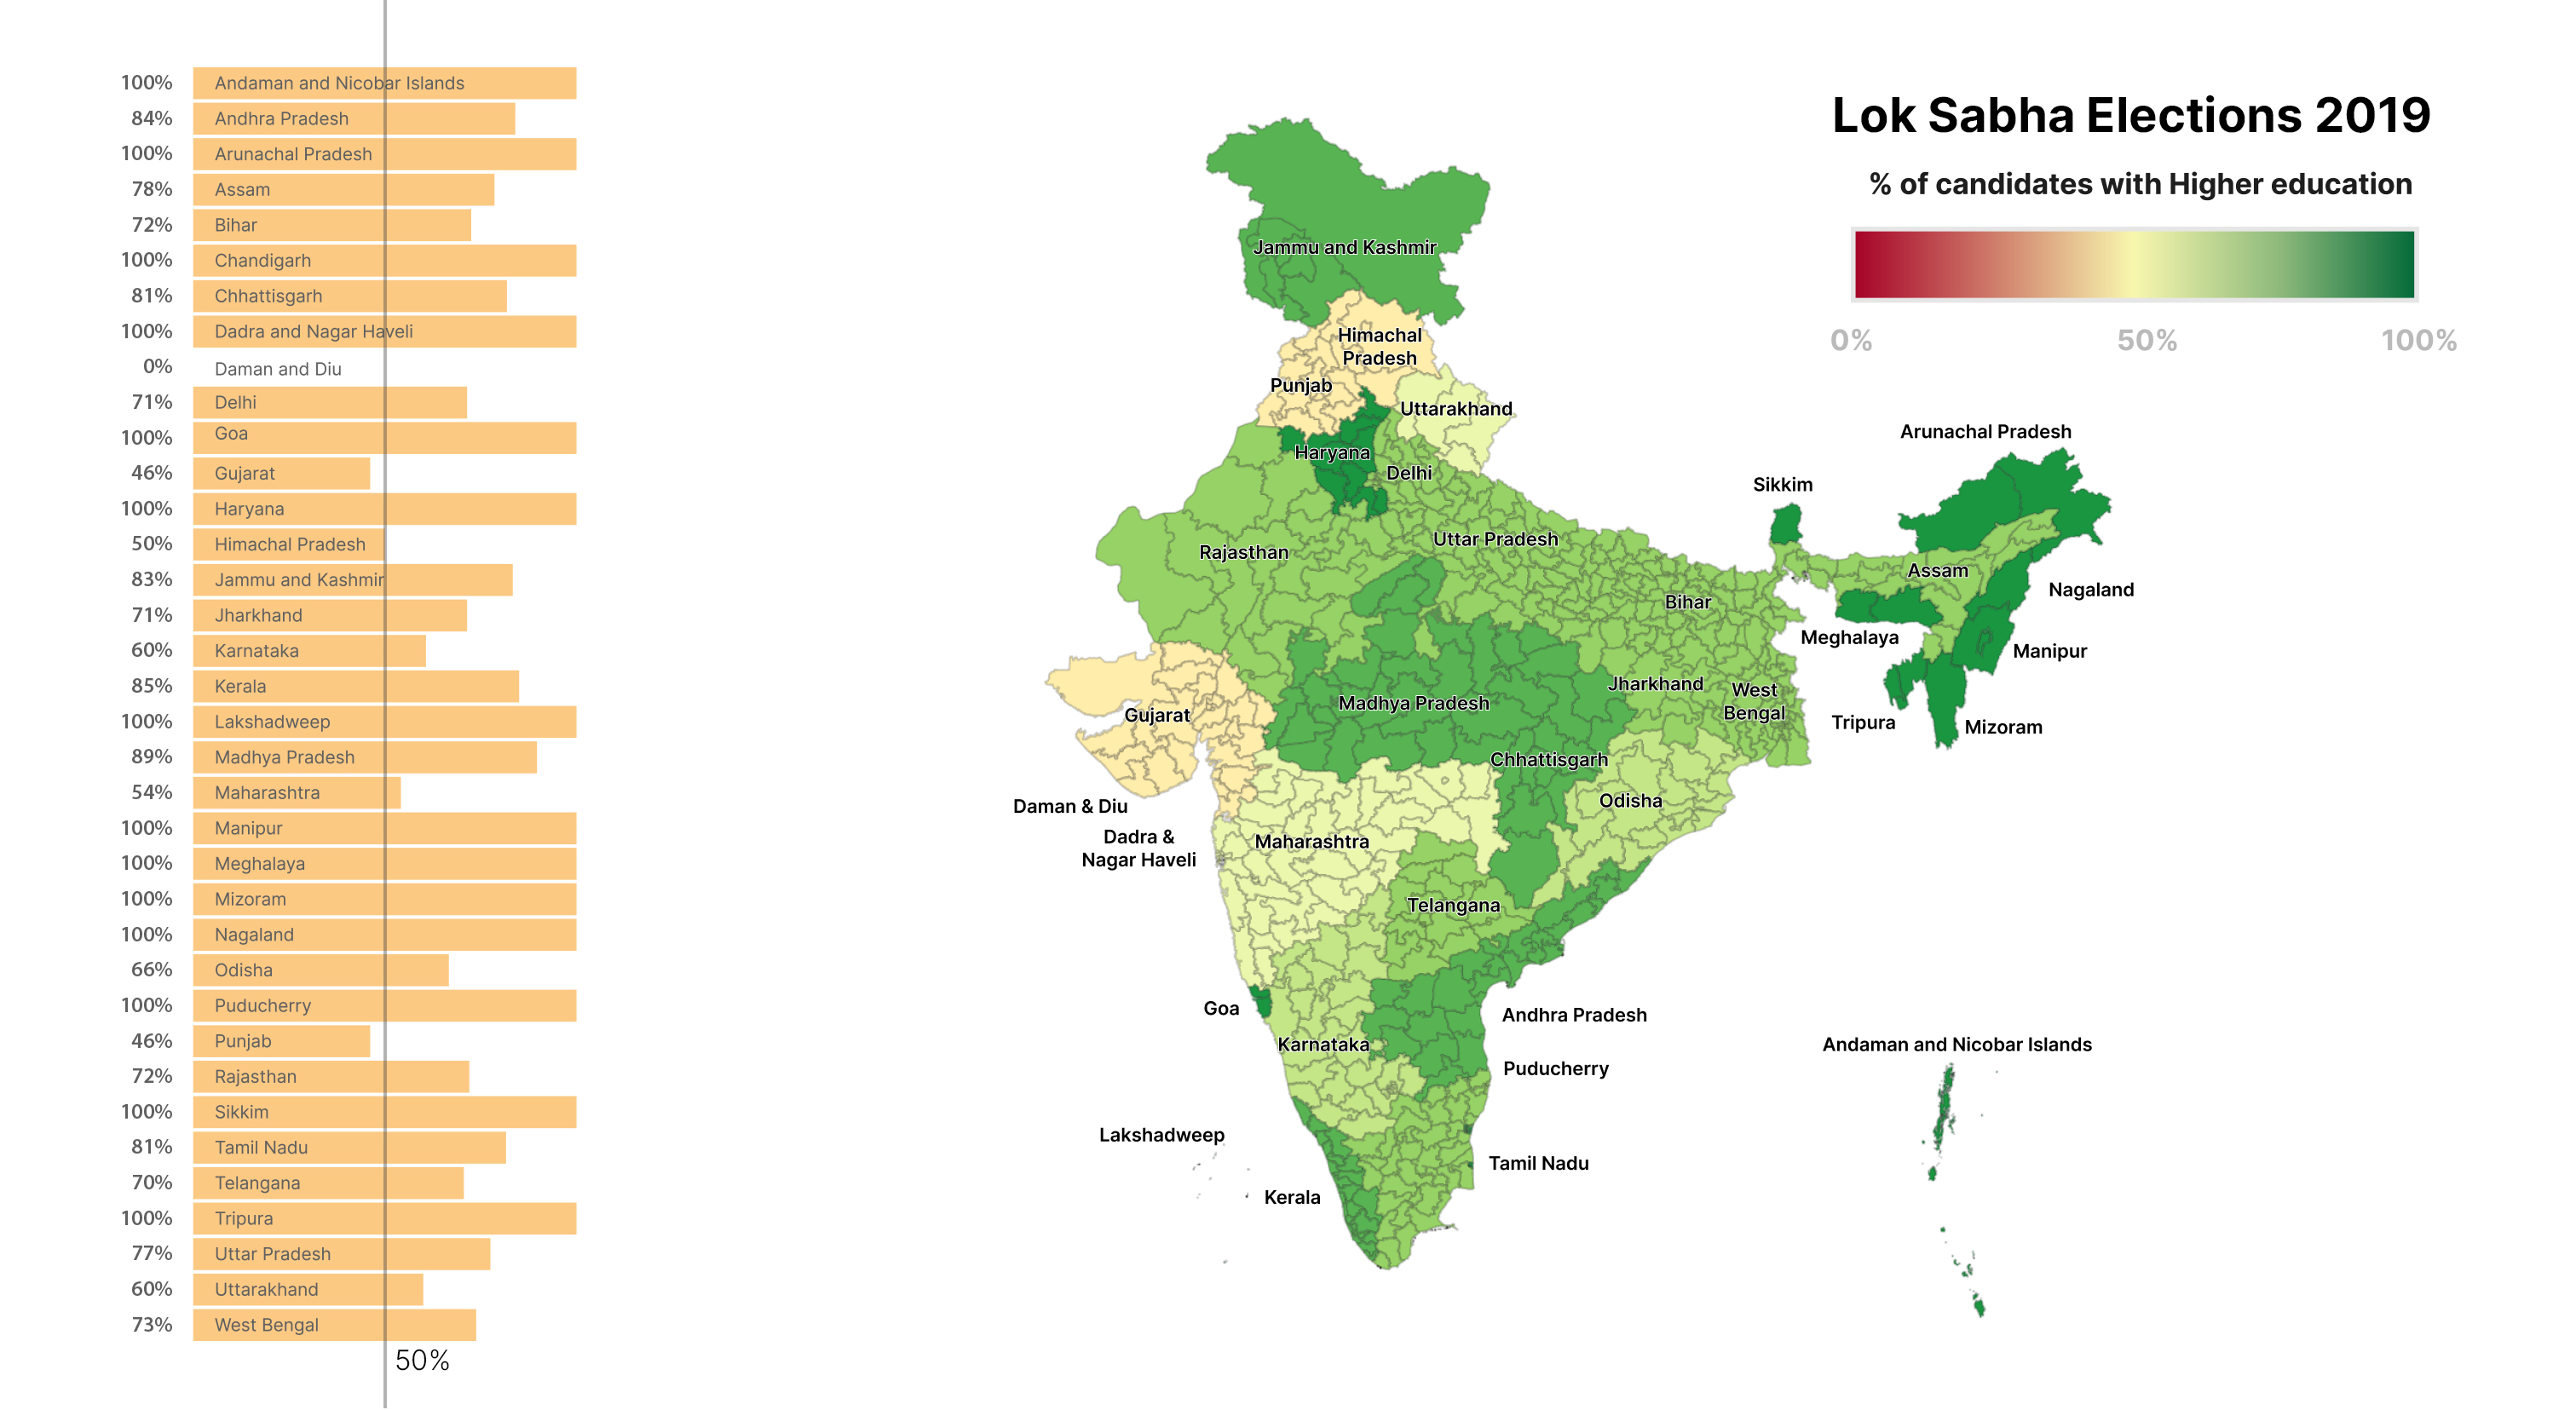 100% Andaman and Nicobar Islands
84% Andhra Pradesh
100% Arunachal Pradesh
78% Assam
72% Bihar
100% Chandigarh
81% Chhattisgarh
100% Dadra and Nagar Haveli
0% Daman and Diu
71% Delhi
100% Goa
46% Gujarat
100% Haryana
50% Himachal Pradesh
83% Jammu and Kashmir
71% Jharkhand
60% Karnataka
85% Kerala
100% Lakshadweep
89% Madhya Pradesh
54% Maharashtra
100% Manipur
100% Meghalaya
100% Mizoram
100% Nagaland
66% Odisha
100% Puducherry
46% Punjab
72% Rajasthan
100% Sikkim
81% Tamil Nadu
70% Telangana
100% Tripura
77% Uttar Pradesh
60% Uttarakhand
73% West Bengal
50%
Lok Sabha Elections 2019
% of candidates with Higher education
0% 50% 100%
Jammu and Kashmir
Himachal
Pradesh
Punjab
Uttarakhand
Haryana
Delhi
Arunachal Pradesh
Sikkim
Rajasthan
Uttar Pradesh
Assam
Nagaland
Bihar
Meghalaya
Manipur
Jharkhand
West
Bengal
Madhya Pradesh
Gujarat
Tripura
Mizoram
Chhattisgarh
Odisha
Daman & Diu
Dadra &
Nagar Haveli
Maharashtra
Telangana
Goa
Andhra Pradesh
Karnataka
Puducherry
Andaman and Nicobar Islands
Lakshadweep
Tamil Nadu
Kerala